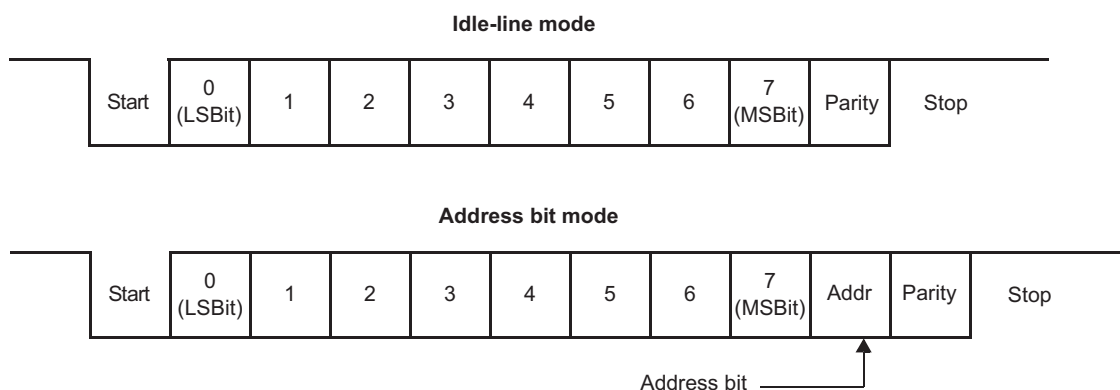 Idle-line mode
Start 0 (LSBit) 1 2 3 4 5 6 7 (MSBit) Parity Stop
Address bit mode
Start 0 (LSBit) 1 2 3 4 5 6 7 (MSBit) Addr Parity Stop
Address bit